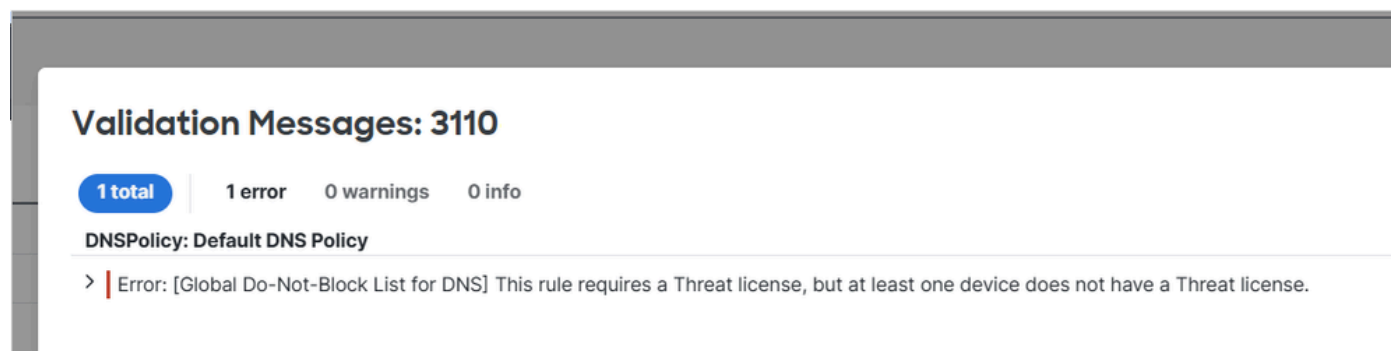 Validation Messages: 3110
1 total 1 error 0 warnings 0 info
DNSPolicy: Default DNS Policy
Error: [Global Do-Not-Block List for DNS] This rule requires a Threat license, but at least one device does not have a Threat license.